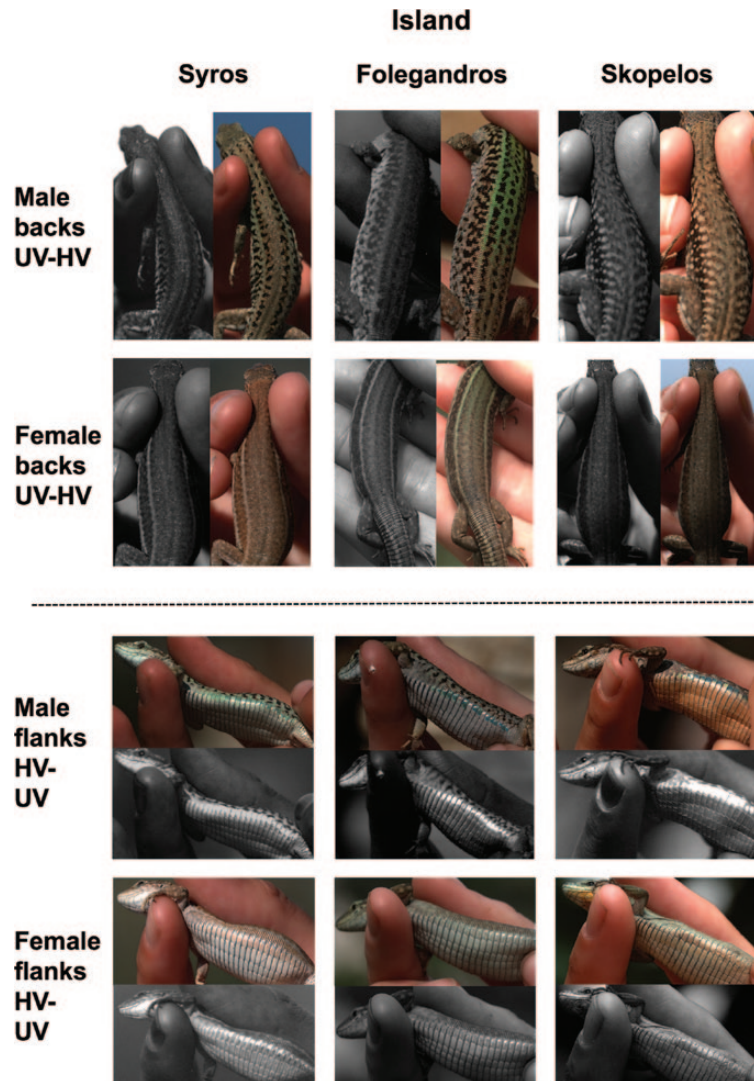 Island
Syros Folegandros Skopelos
Male
backs
UV-HV
Female
backs
UV-HV
Male
flanks
HV-
UV
Female
flanks
HV-
UV